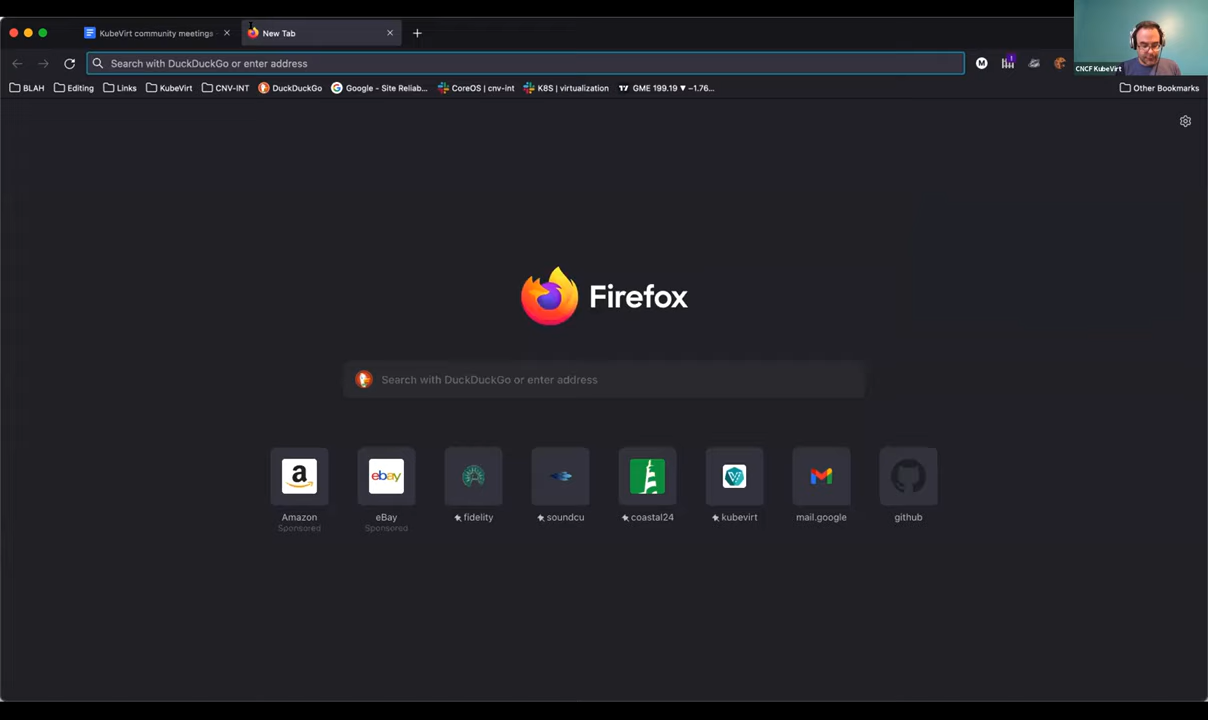 KubeVirt community meetings
New Tab
Search with DuckDuckGo or enter address
M
1
CNCF KubeVirt
BLAH
Editing
Links
KubeVirt
CNV-INT
DuckDuckGo
Google - Site Reliab...
CoreOS | cnv-int
K8S | virtualization
GME 199.19 ▼ −1.76...
Other Bookmarks
Firefox
Search with DuckDuckGo or enter address
a
ebay
Amazon
Sponsored
eBay
Sponsored
fidelity
soundcu
coastal24
kubevirt
mail.google
github